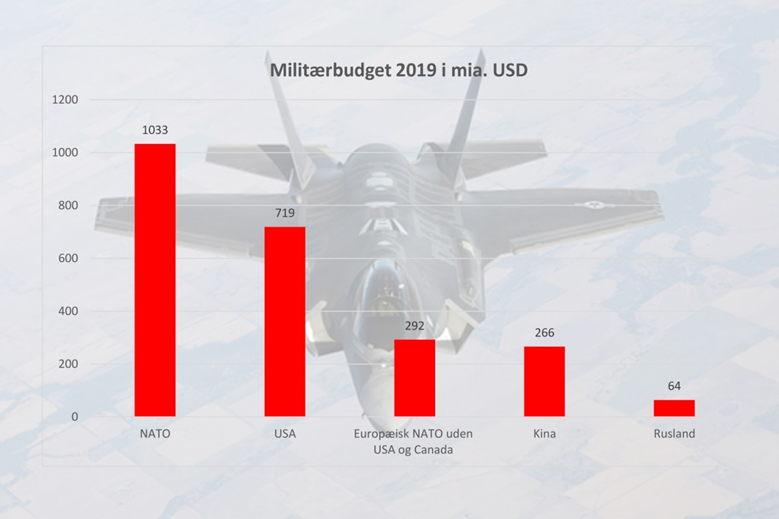 Militærbudget 2019 i mia. USD
1200
1000
800
600
400
200
0
1033
719
292
266
64
NATO
USA
Europæisk NATO uden
USA og Canada
Kina
Rusland